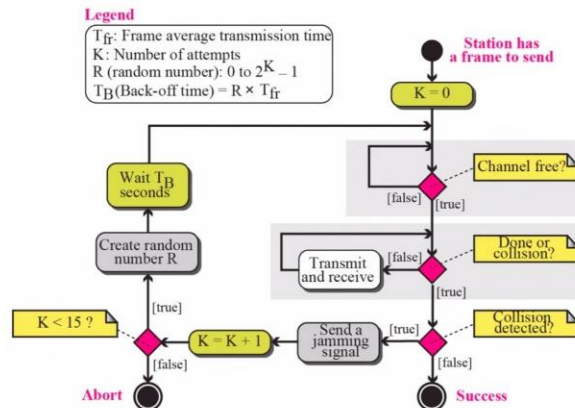 Legend
Tfr: Frame average transmission time
K: Number of attempts
R (random number): 0 to 2^K – 1
TB(Back-off time) = R × Tfr
Station has
a frame to send
K = 0
Channel free?
[false]
[true]
Wait TB
seconds
Create random
number R
Transmit
and receive
[false]
Done or
collision?
[true]
K < 15 ?
[true]
[false]
K = K + 1
Send a
jamming
signal
[true]
Collision
detected?
[false]
Abort
Success